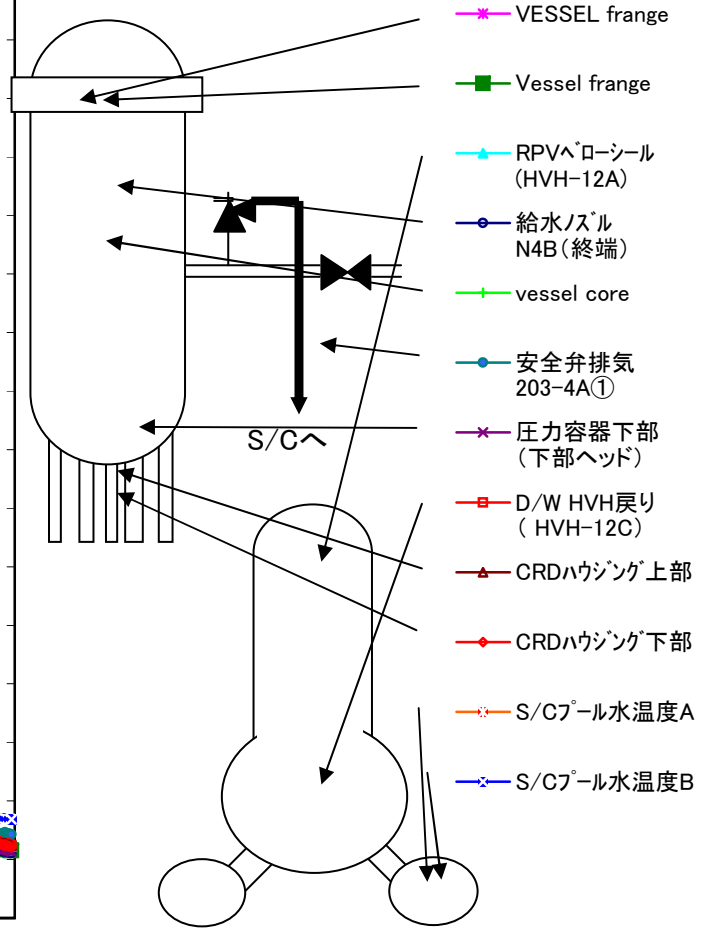 VESSEL frange
Vessel frange
RPVベローシール
(HVH-12A)
給水ノズル
N4B(終端)
vessel core
安全弁排気
203-4A①
圧力容器下部
(下部ヘッド)
D/W HVH戻り
( HVH-12C)
CRDハウジング上部
CRDハウジング下部
S/Cプール水温度A
S/Cプール水温度B
S/Cへ